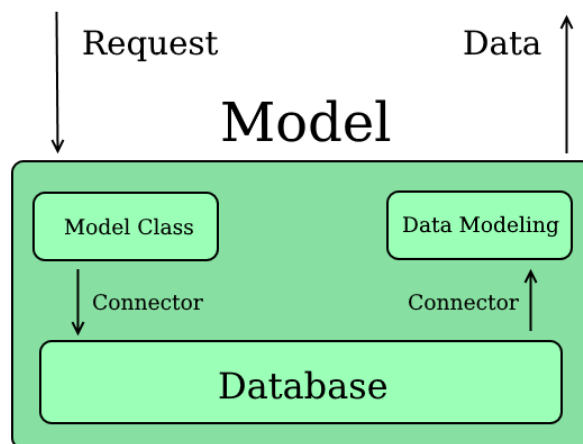 Request
Data
Model
Model Class
Data Modeling
Connector
Connector
Database